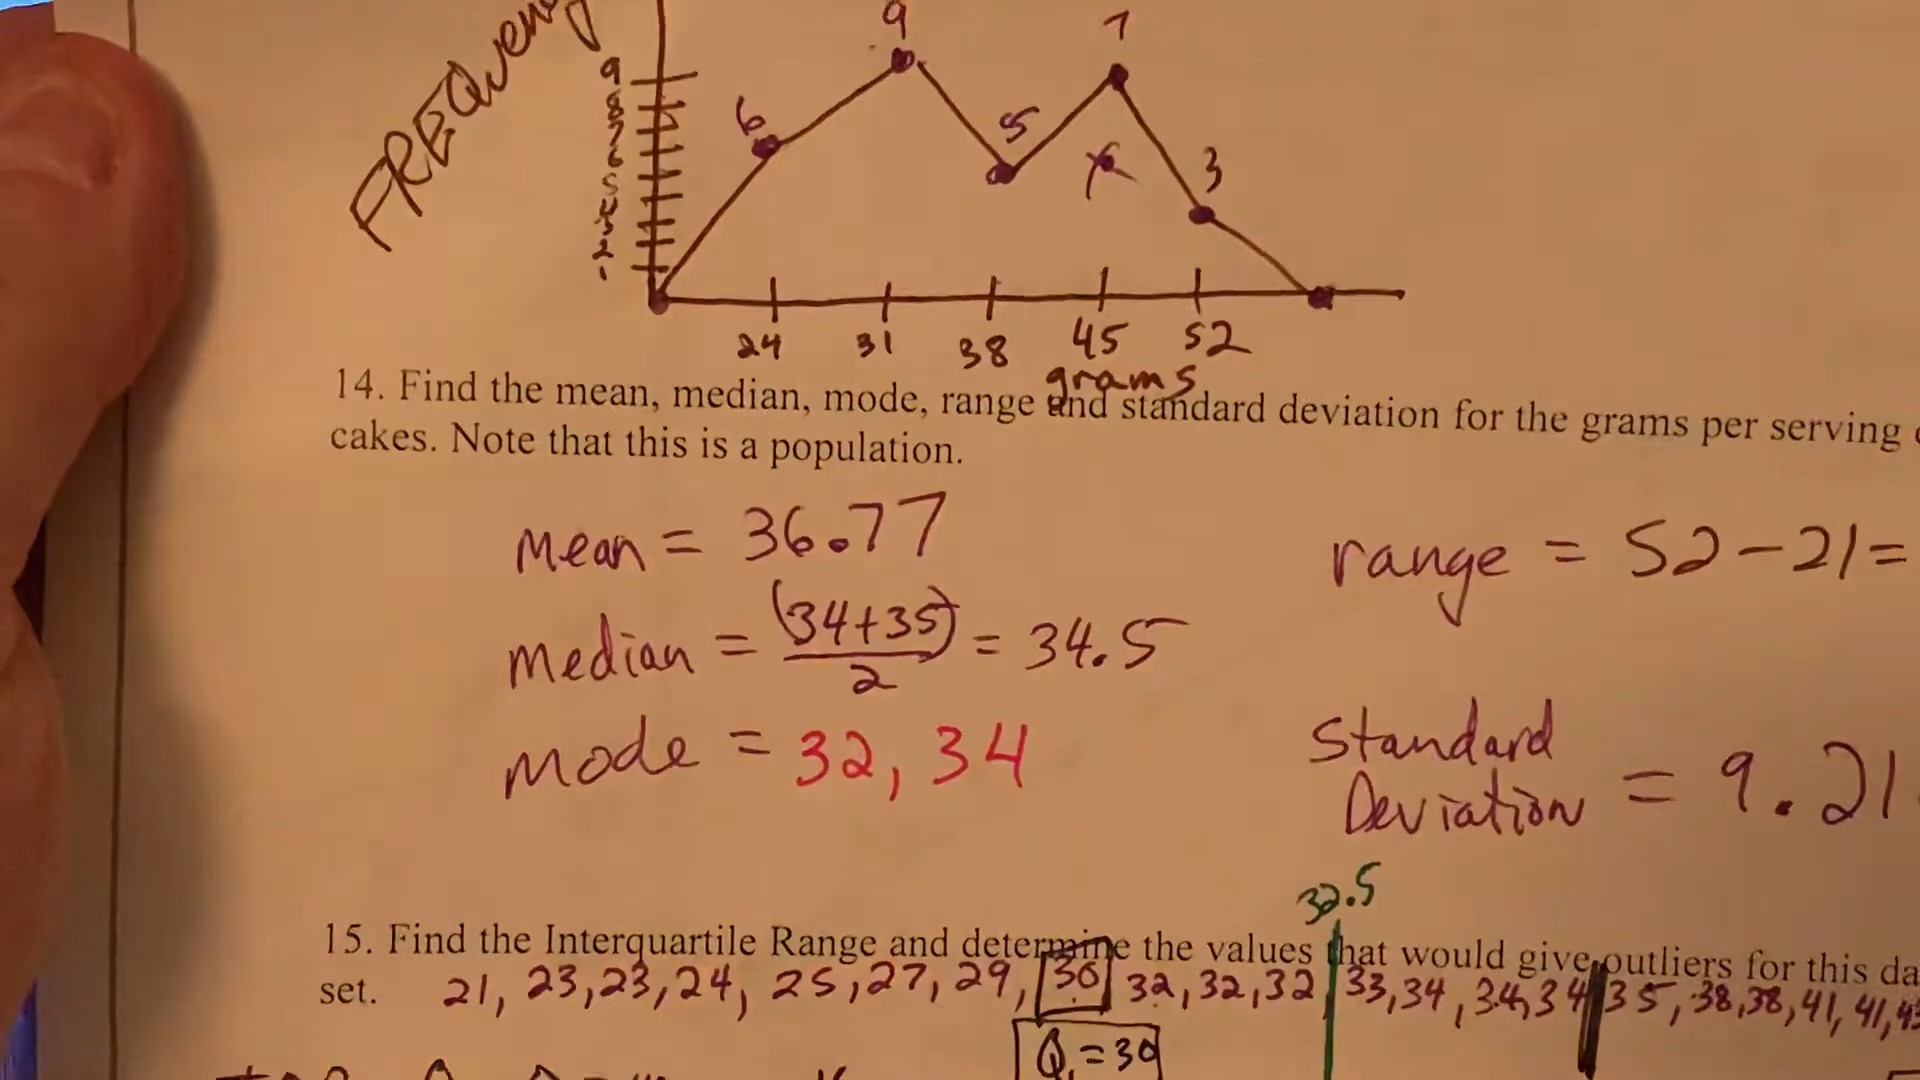 FREQuency
9 7
6 5 3
9
8
7
6
5
4
3
2
1
24 31 38 45 52
grams
14. Find the mean, median, mode, range and standard deviation for the grams per serving
cakes. Note that this is a population.
mean = 36.77 range = 52-21=
median = (34+35)/2 = 34.5
mode = 32, 34 Standard Deviation = 9.21
32.5
15. Find the Interquartile Range and determine the values that would give outliers for this da
set. 21, 23,23,24, 25,27,29, 30 32,32,32 33,34,34,34 35,38,38,41,41,
Q1=30